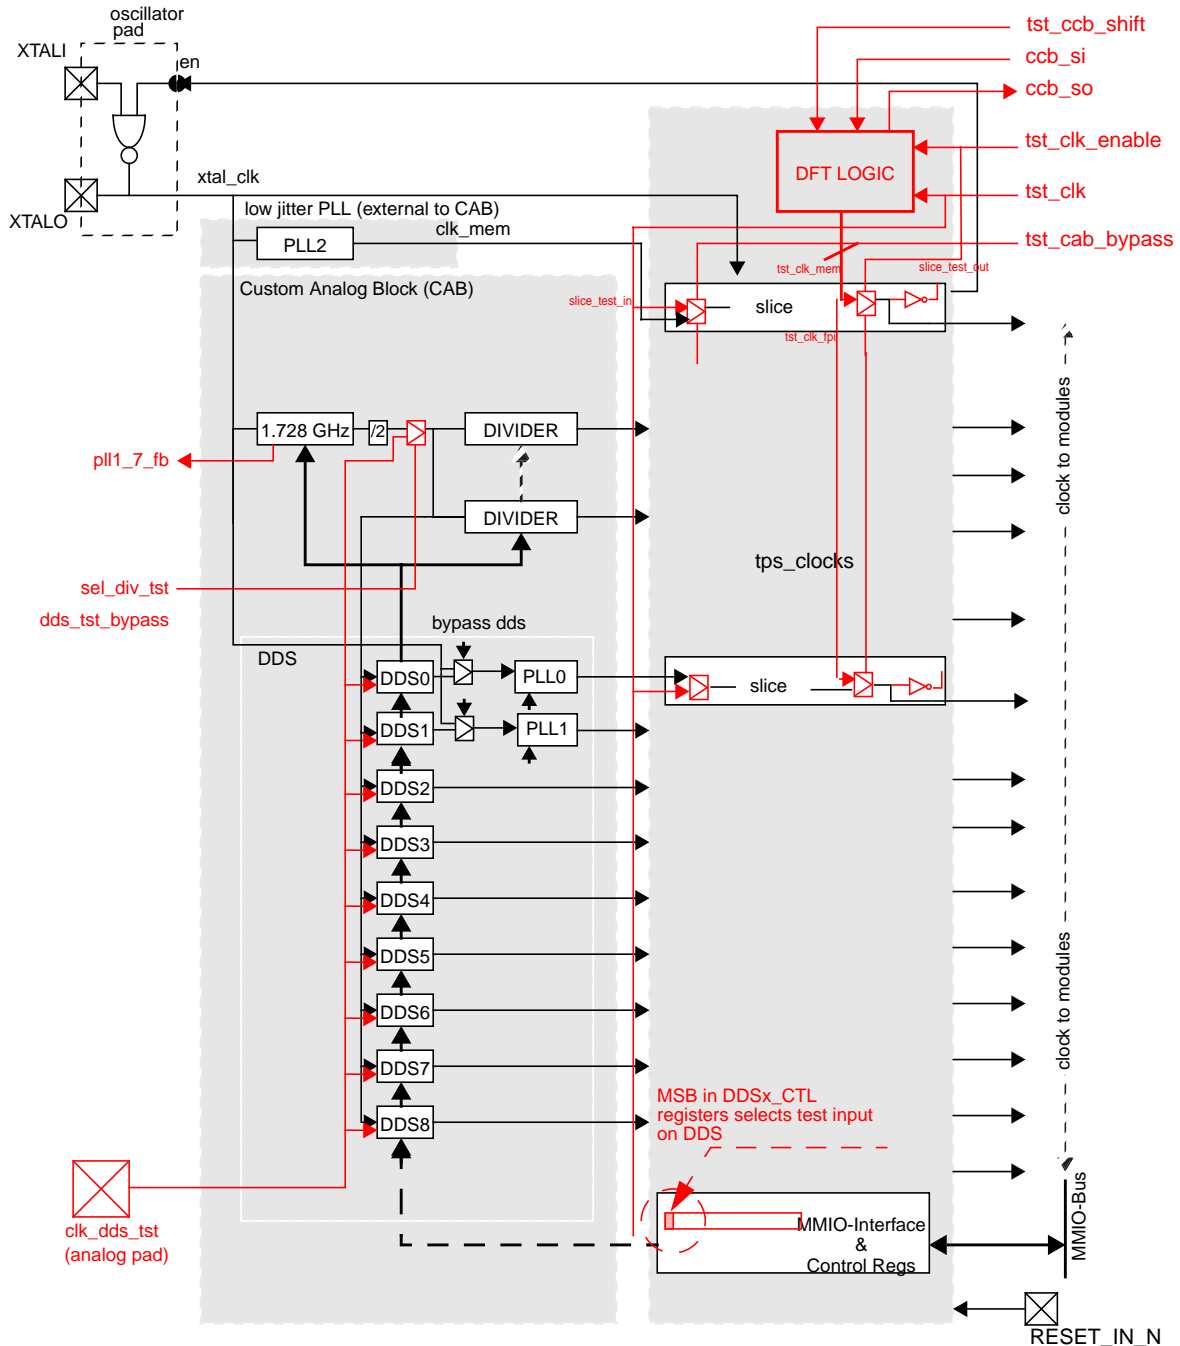 oscillator
pad
XTALI
en
XTALO
xtal_clk
tst_ccb_shift
ccb_si
ccb_so
tst_clk_enable
DFT LOGIC
tst_clk
tst_cab_bypass
low jitter PLL (external to CAB)
clk_mem
PLL2
tst_clk_mem
slice_test_out
Custom Analog Block (CAB)
slice_test_in
slice
tst_clk_fpi
1.728 GHz
/2
DIVIDER
pll1_7_fb
DIVIDER
clock to modules
tps_clocks
sel_div_tst
dds_tst_bypass
bypass dds
DDS
DDS0
PLL0
slice
DDS1
PLL1
DDS2
DDS3
DDS4
DDS5
DDS6
DDS7
DDS8
clock to modules
MSB in DDSx_CTL
registers selects test input
on DDS
clk_dds_tst
(analog pad)
MMIO-Interface
&
Control Regs
MMIO-Bus
RESET_IN_N